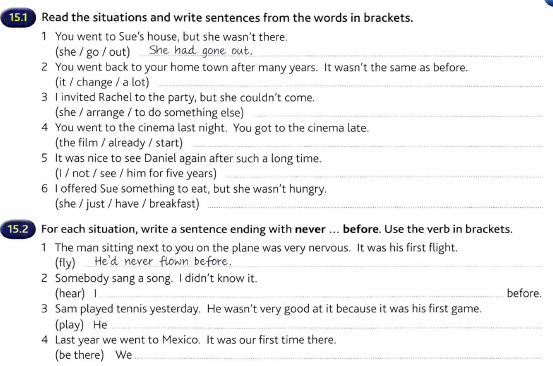 15.1 Read the situations and write sentences from the words in brackets.
1 You went to Sue's house, but she wasn't there.
(she / go / out) She had gone out.
2 You went back to your home town after many years. It wasn't the same as before.
(it / change / a lot)
3 I invited Rachel to the party, but she couldn't come.
(she / arrange / to do something else)
4 You went to the cinema last night. You got to the cinema late.
(the film / already / start)
5 It was nice to see Daniel again after such a long time.
(I / not / see / him for five years)
6 I offered Sue something to eat, but she wasn't hungry.
(she / just / have / breakfast)
15.2 For each situation, write a sentence ending with never ... before. Use the verb in brackets.
1 The man sitting next to you on the plane was very nervous. It was his first flight.
(fly) He'd never flown before.
2 Somebody sang a song. I didn't know it.
(hear) I before.
3 Sam played tennis yesterday. He wasn't very good at it because it was his first game.
(play) He
4 Last year we went to Mexico. It was our first time there.
(be there) We